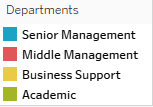 Departments
Senior Management
Middle Management
Business Support
Academic